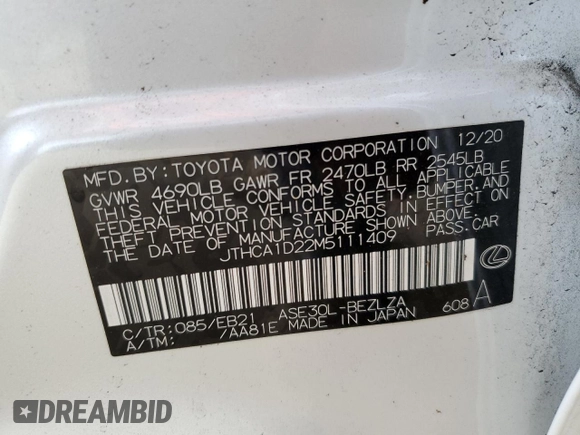 MFD. BY: TOYOTA MOTOR CORPORATION 12/20
GVWR 4690LB GAWR FR 2470LB RR 2545LB
THIS VEHICLE CONFORMS TO ALL APPLICABLE
FEDERAL MOTOR VEHICLE SAFETY, BUMPER, AND
THEFT PREVENTION STANDARDS IN EFFECT ON
THE DATE OF MANUFACTURE SHOWN ABOVE.
JTHCA1D22M5111409 PASS. CAR
C/TR: 085/EB21 ASE30L-BEZLZA 608 A
A/TM: 7AA81E MADE IN JAPAN
DREAMBID